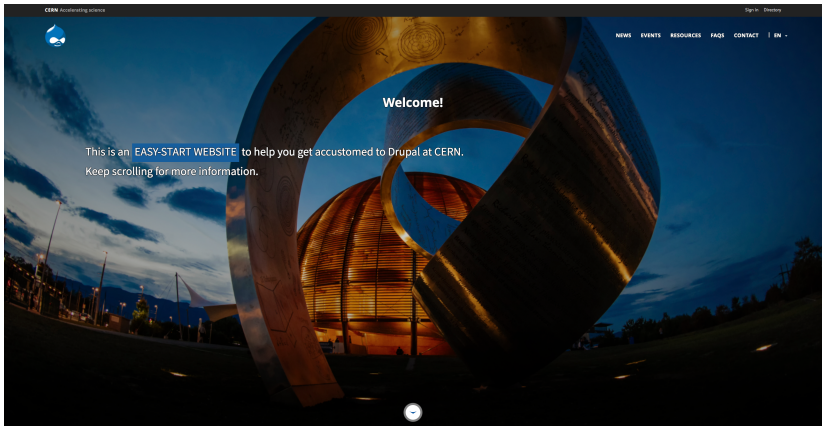 CERN Accelerating science
Sign in Directory
NEWS EVENTS RESOURCES FAQS CONTACT | EN
Welcome!
This is an EASY-START WEBSITE to help you get accustomed to Drupal at CERN.
Keep scrolling for more information.